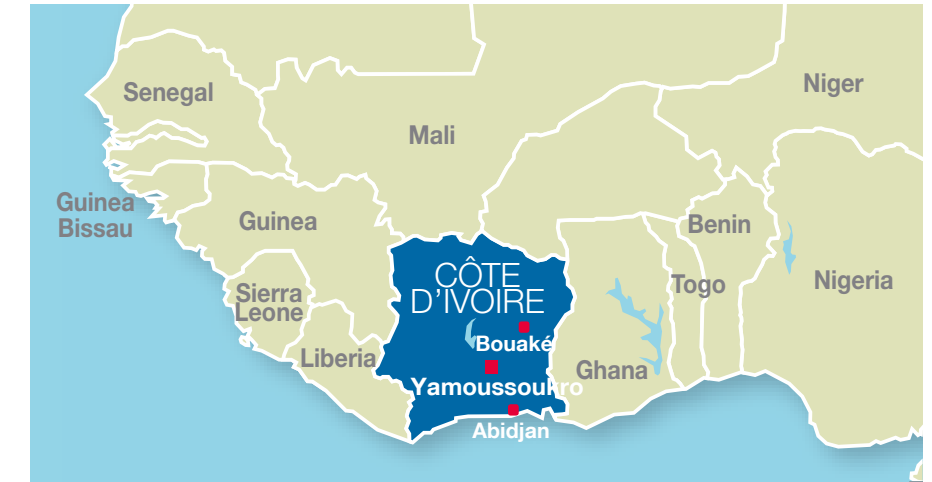 Niger
Senegal
Mali
Guinea
Bissau
Guinea
Benin
CÔTE
D'IVOIRE
Togo
Nigeria
Sierra
Leone
Bouaké
Liberia
Ghana
Yamoussoukro
Abidjan